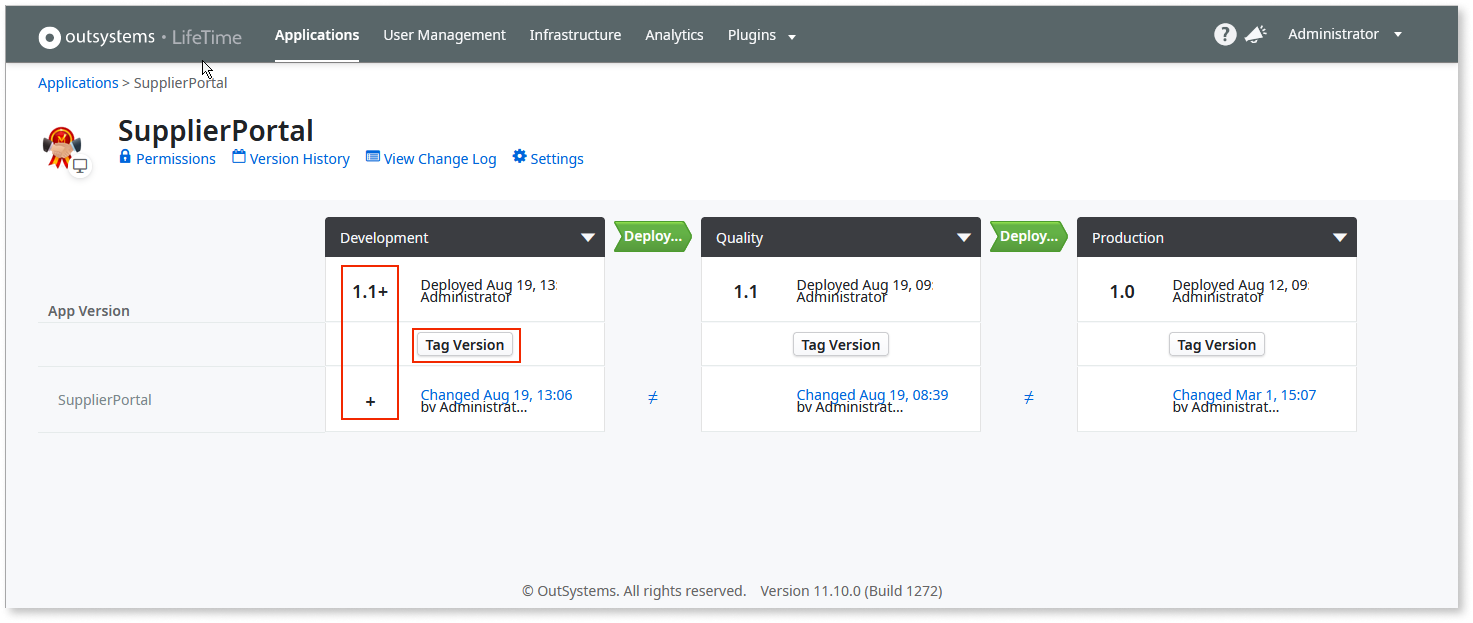 outsystems · LifeTime Applications User Management Infrastructure Analytics Plugins ? Administrator
Applications > SupplierPortal
SupplierPortal
Permissions Version History View Change Log Settings
Development Deploy... Quality Deploy... Production
App Version 1.1+ Deployed Aug 19, 13: 1.1 Deployed Aug 19, 09: 1.0 Deployed Aug 12, 09:
Administrator Administrator Administrator
Tag Version Tag Version Tag Version
SupplierPortal + Changed Aug 19, 13:06 ≠ Changed Aug 19, 08:39 ≠ Changed Mar 1, 15:07
by Administrat... by Administrat... by Administrat...
© OutSystems. All rights reserved. Version 11.10.0 (Build 1272)